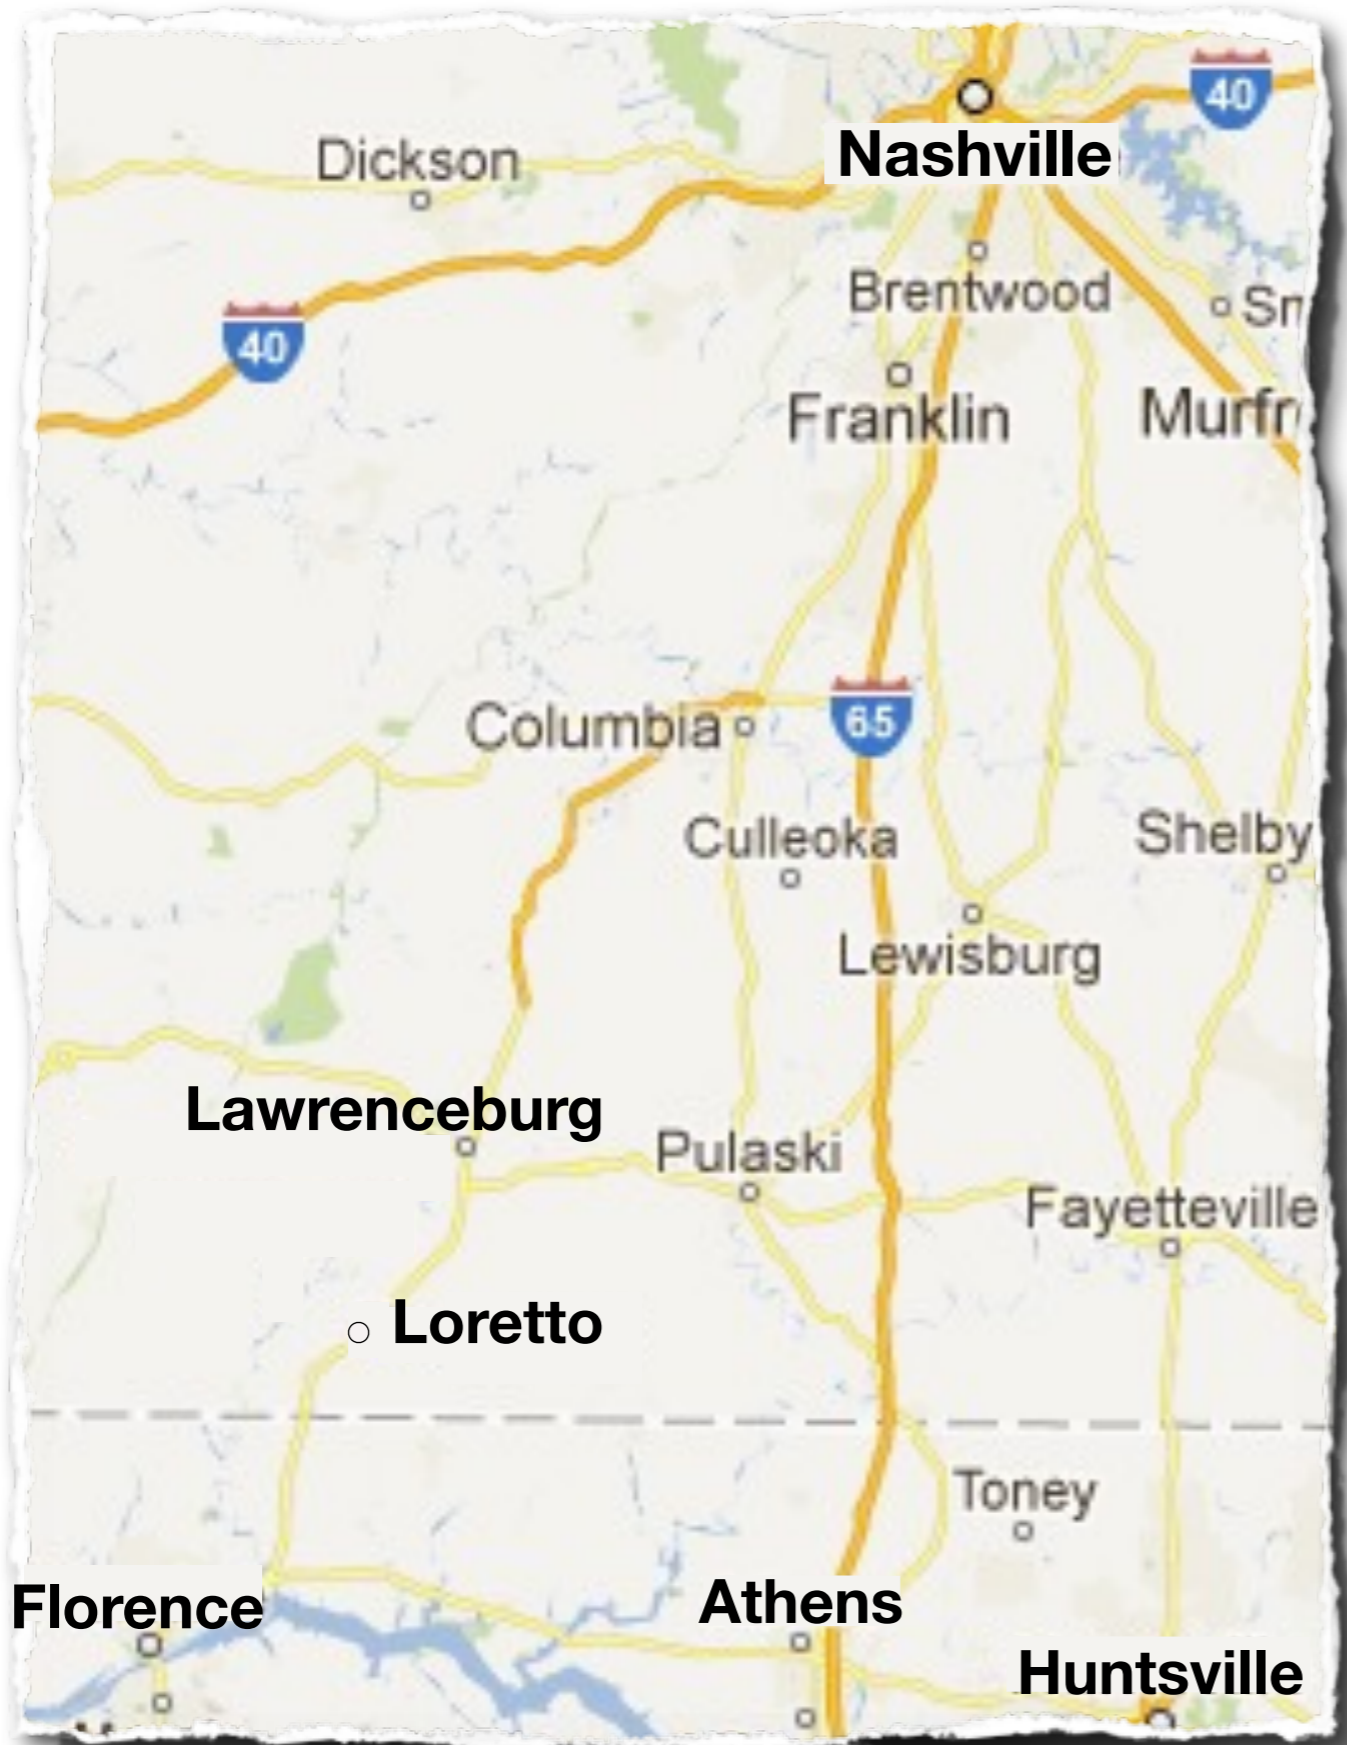 40
Nashville
Dickson
Brentwood
Sm
40
Franklin
Murfr
Columbia
65
Culleoka
Shelby
Lewisburg
Lawrenceburg
Pulaski
Fayetteville
Loretto
Toney
Florence
Athens
Huntsville